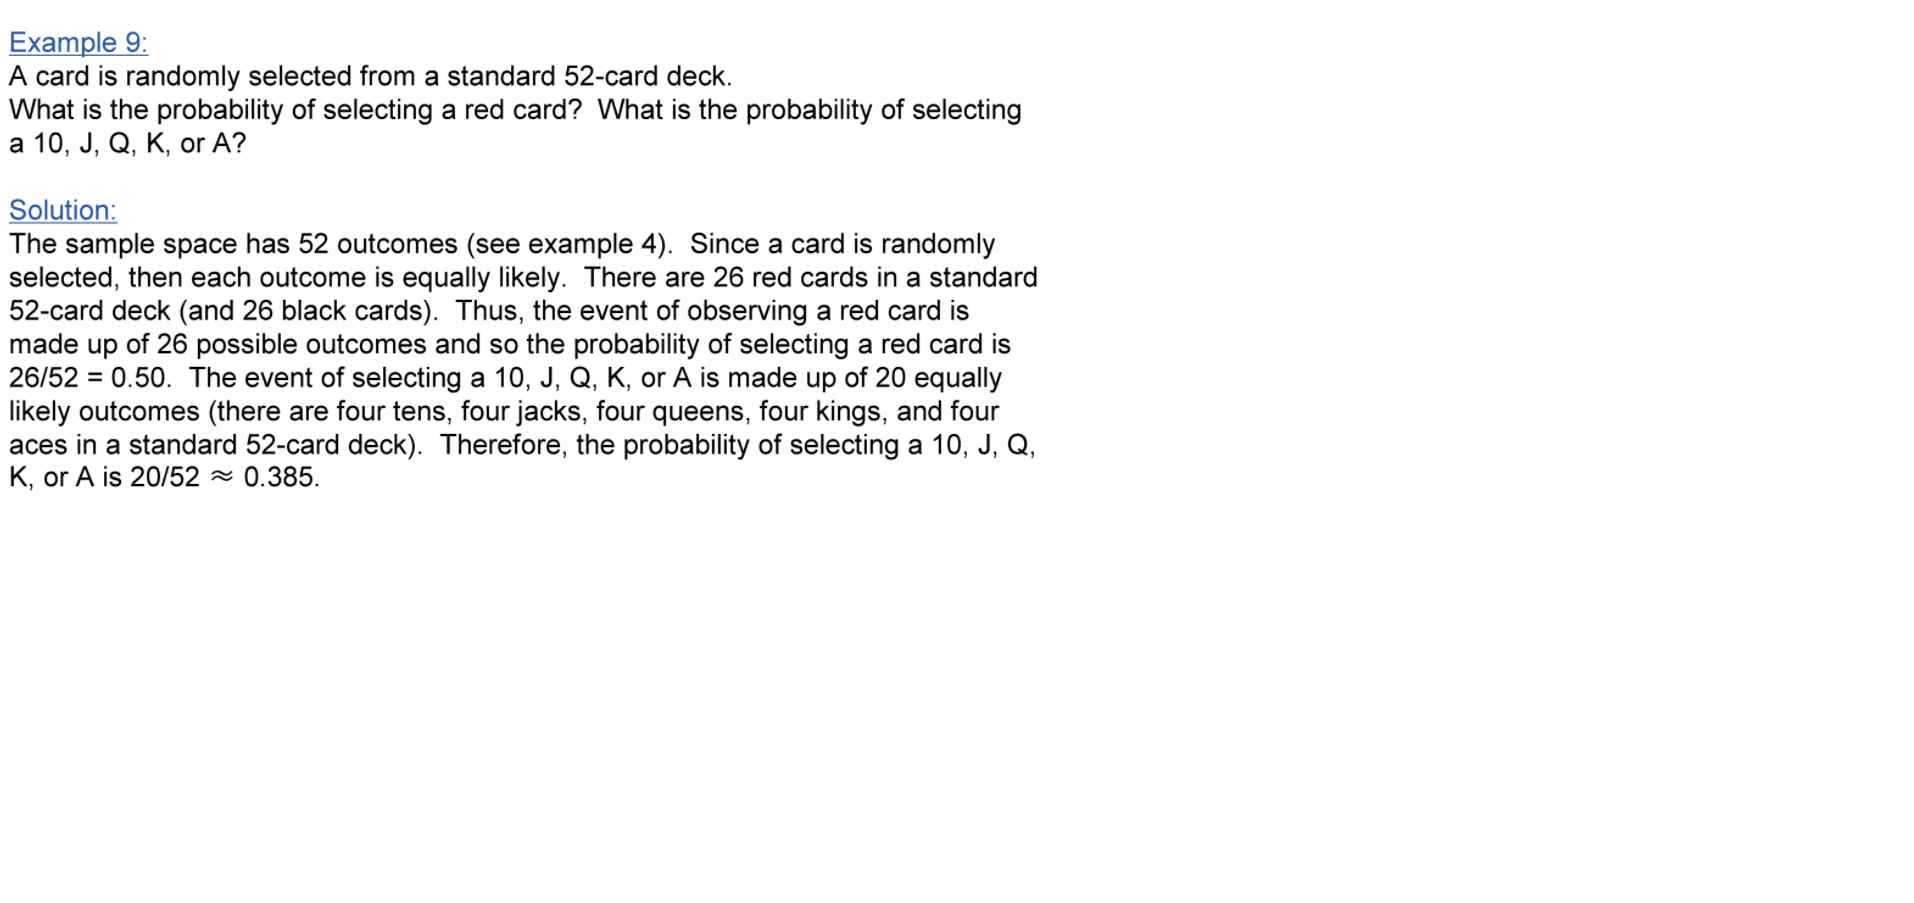 Example 9:
A card is randomly selected from a standard 52-card deck.
What is the probability of selecting a red card?  What is the probability of selecting
a 10, J, Q, K, or A?
Solution:
The sample space has 52 outcomes (see example 4).  Since a card is randomly
selected, then each outcome is equally likely.  There are 26 red cards in a standard
52-card deck (and 26 black cards).  Thus, the event of observing a red card is
made up of 26 possible outcomes and so the probability of selecting a red card is
26/52 = 0.50.  The event of selecting a 10, J, Q, K, or A is made up of 20 equally
likely outcomes (there are four tens, four jacks, four queens, four kings, and four
aces in a standard 52-card deck).  Therefore, the probability of selecting a 10, J, Q,
K, or A is 20/52 ≈ 0.385.